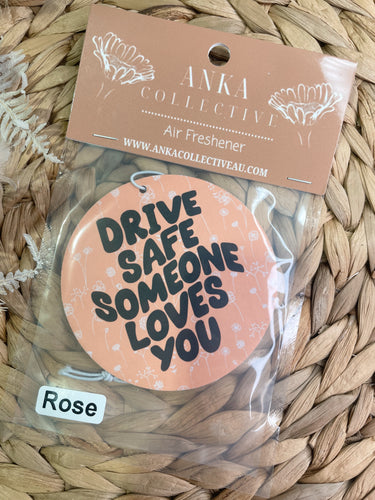 ANKA
COLLECTIVE
Air Freshener
WWW.ANKACOLLECTIVEAU.COM
DRIVE
SAFE
SOMEONE
LOVES
YOU
Rose